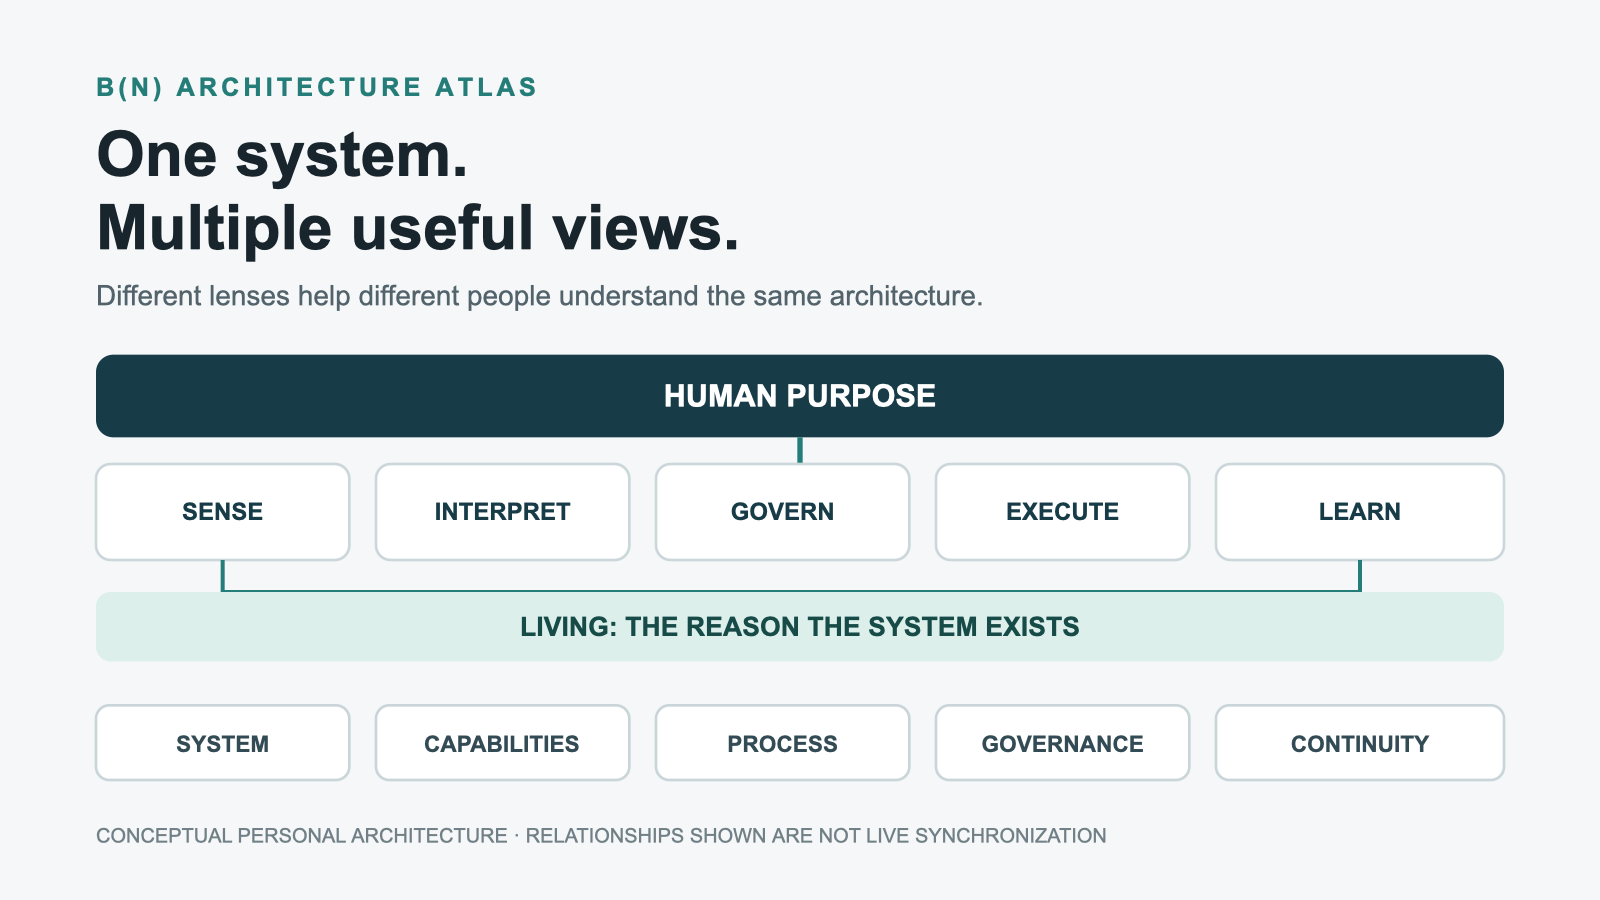 B(N) ARCHITECTURE ATLAS
One system.
Multiple useful views.
Different lenses help different people understand the same architecture.
HUMAN PURPOSE
SENSE
INTERPRET
GOVERN
EXECUTE
LEARN
LIVING: THE REASON THE SYSTEM EXISTS
SYSTEM
CAPABILITIES
PROCESS
GOVERNANCE
CONTINUITY
CONCEPTUAL PERSONAL ARCHITECTURE · RELATIONSHIPS SHOWN ARE NOT LIVE SYNCHRONIZATION